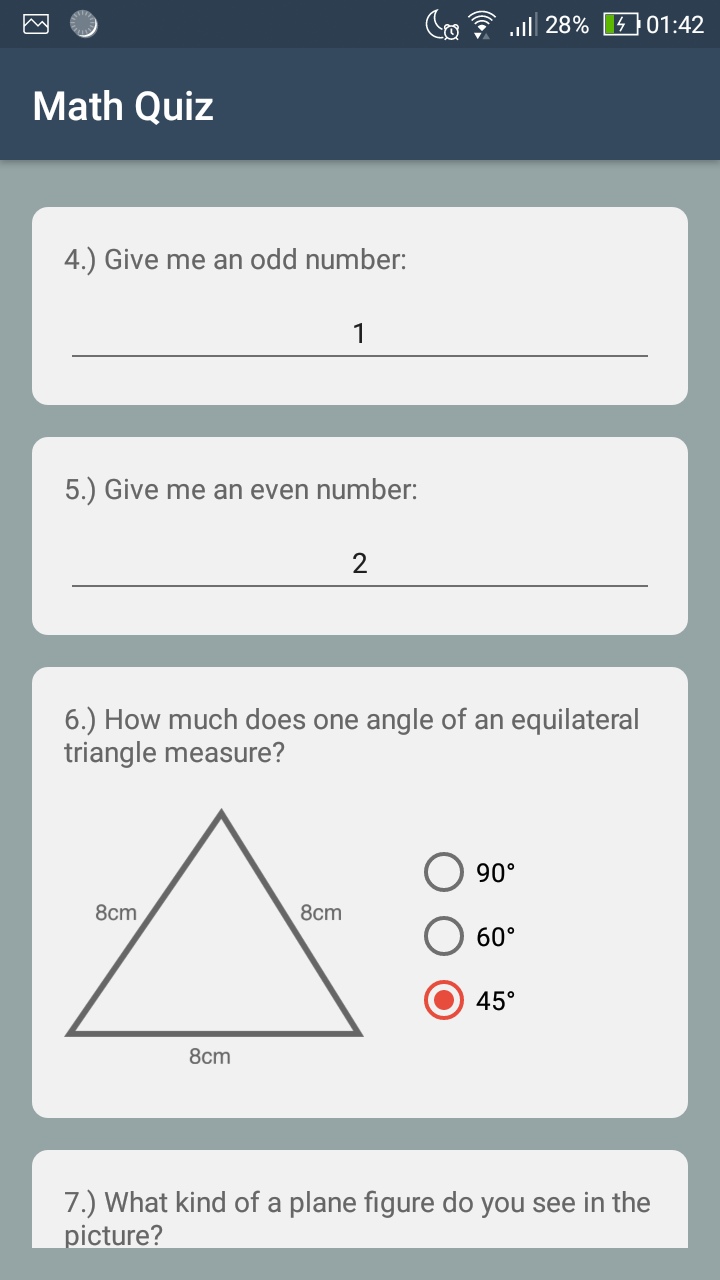 28% 01:42
Math Quiz
4.) Give me an odd number:
1
5.) Give me an even number:
2
6.) How much does one angle of an equilateral
triangle measure?
8cm 8cm
8cm
90°
60°
45°
7.) What kind of a plane figure do you see in the
picture?